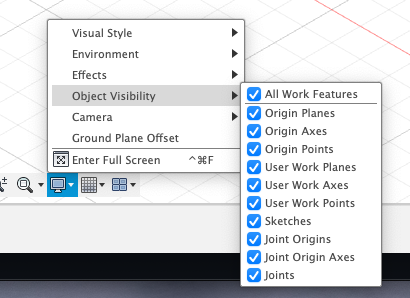 Visual Style
Environment
Effects
Object Visibility
Camera
Ground Plane Offset
Enter Full Screen ^⌘F
All Work Features
Origin Planes
Origin Axes
Origin Points
User Work Planes
User Work Axes
User Work Points
Sketches
Joint Origins
Joint Origin Axes
Joints